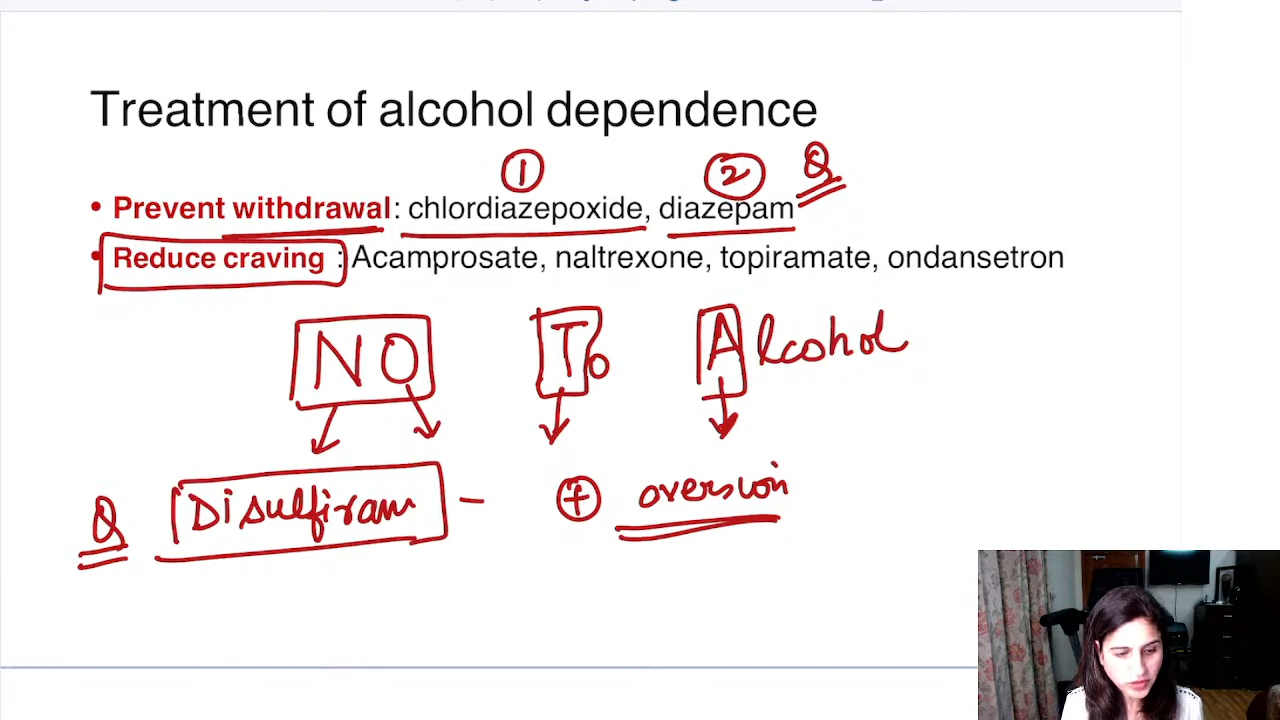 Treatment of alcohol dependence
1 2 Q
• Prevent withdrawal: chlordiazepoxide, diazepam
• Reduce craving : Acamprosate, naltrexone, topiramate, ondansetron
NO To Alcohol
Q Disulfiram - + oversion